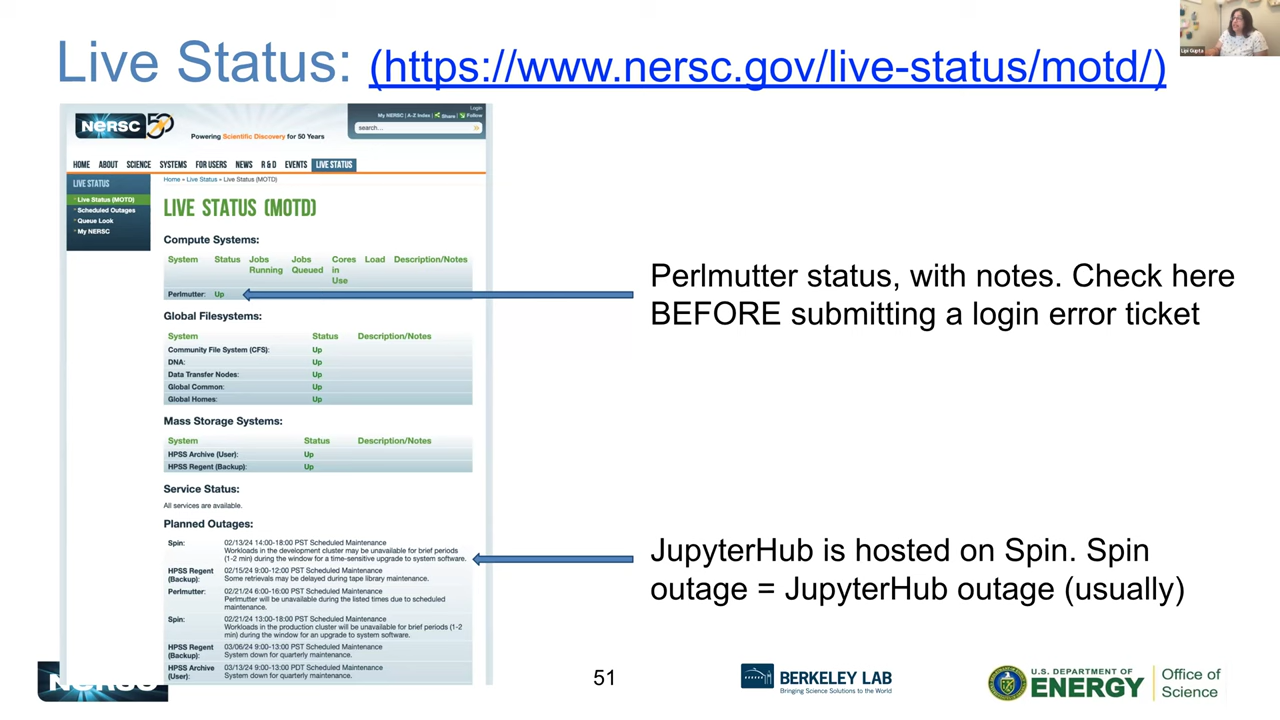 Live Status: (https://www.nersc.gov/live-status/motd/)
Lipi Gupta
NERSC 50
Powering Scientific Discovery for 50 Years
Login
My NERSC | A-Z Index | Share | Follow
search...
HOME ABOUT SCIENCE SYSTEMS FOR USERS NEWS R & D EVENTS LIVE STATUS
LIVE STATUS
Live Status (MOTD)
Scheduled Outages
Queue Look
My NERSC
Home » Live Status » Live Status (MOTD)
LIVE STATUS (MOTD)
Compute Systems:
System Status Jobs Running Jobs Queued Cores in Use Load Description/Notes
Perlmutter: Up
Global Filesystems:
System Status Description/Notes
Community File System (CFS): Up
DNA: Up
Data Transfer Nodes: Up
Global Common: Up
Global Homes: Up
Mass Storage Systems:
System Status Description/Notes
HPSS Archive (User): Up
HPSS Regent (Backup): Up
Service Status:
All services are available.
Planned Outages:
Spin: 02/13/24 14:00-18:00 PST Scheduled Maintenance
Workloads in the development cluster may be unavailable for brief periods
(1-2 min) during the window for a time-sensitive upgrade to system software.
HPSS Regent (Backup): 02/15/24 9:00-12:00 PST Scheduled Maintenance
Some retrievals may be delayed during tape library maintenance.
Perlmutter: 02/21/24 6:00-16:00 PST Scheduled Maintenance
Perlmutter will be unavailable during the listed times due to scheduled
maintenance.
Spin: 02/21/24 13:00-18:00 PST Scheduled Maintenance
Workloads in the production cluster will be unavailable for brief periods (1-2
min) during the window for an upgrade to system software.
HPSS Regent (Backup): 03/06/24 9:00-13:00 PST Scheduled Maintenance
System down for quarterly maintenance.
HPSS Archive (User): 03/13/24 9:00-13:00 PST Scheduled Maintenance
System down for quarterly maintenance.
Perlmutter status, with notes. Check here
BEFORE submitting a login error ticket
JupyterHub is hosted on Spin. Spin
outage = JupyterHub outage (usually)
NERSC
51
BERKELEY LAB
Bringing Science Solutions to the World
U.S. DEPARTMENT OF
ENERGY
Office of
Science